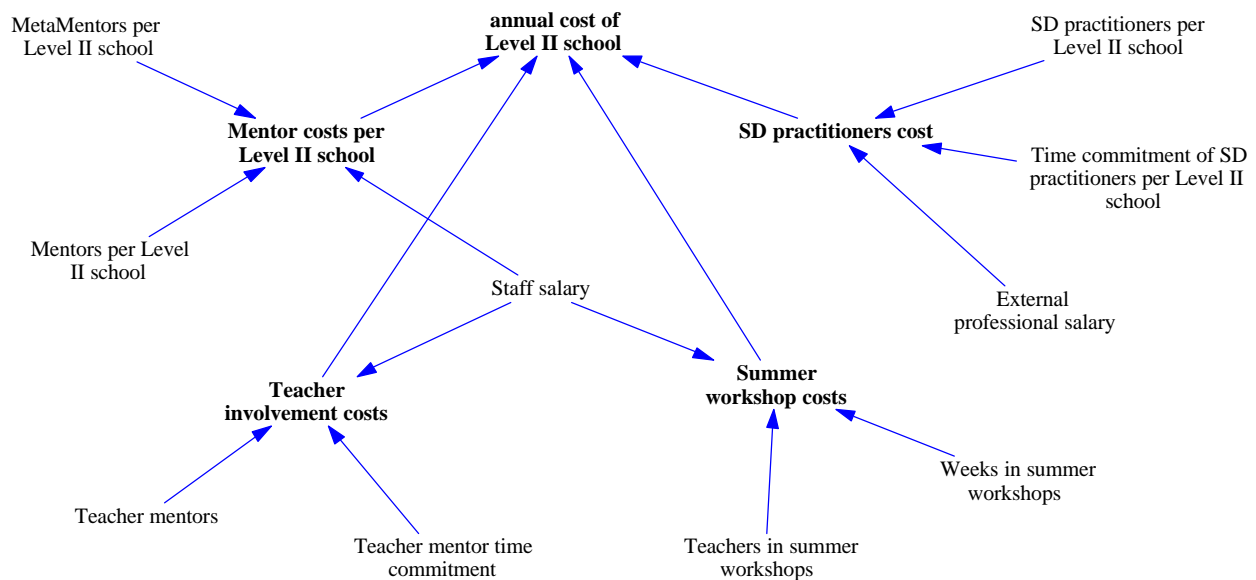 MetaMentors per
Level II school
annual cost of
Level II school
SD practitioners per
Level II school
Mentor costs per
Level II school
SD practitioners cost
Time commitment of SD
practitioners per Level II
school
Mentors per Level
II school
Staff salary
External
professional salary
Teacher
involvement costs
Summer
workshop costs
Teacher mentors
Teacher mentor time
commitment
Teachers in summer
workshops
Weeks in summer
workshops